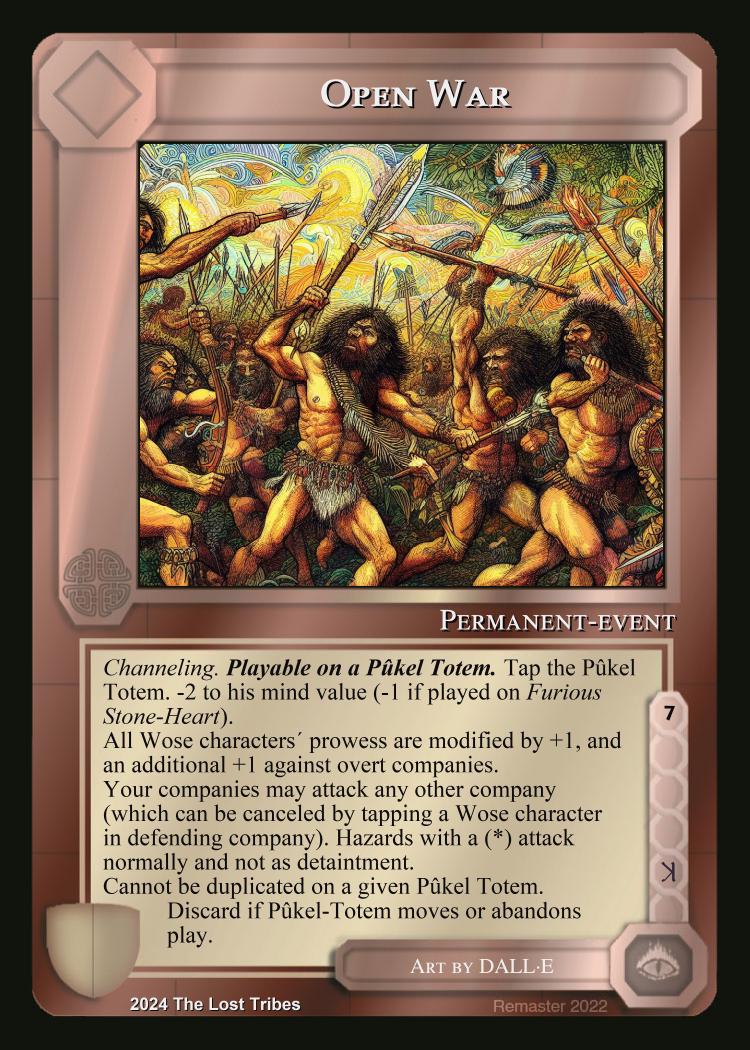 Open War
Permanent-event
Channeling. Playable on a Pûkel Totem. Tap the Pûkel
Totem. -2 to his mind value (-1 if played on Furious
Stone-Heart).
All Wose characters´ prowess are modified by +1, and
an additional +1 against overt companies.
Your companies may attack any other company
(which can be canceled by tapping a Wose character
in defending company). Hazards with a (*) attack
normally and not as detaintment.
Cannot be duplicated on a given Pûkel Totem.
Discard if Pûkel-Totem moves or abandons
play.
7
Art by DALL·E
2024 The Lost Tribes
Remaster 2022